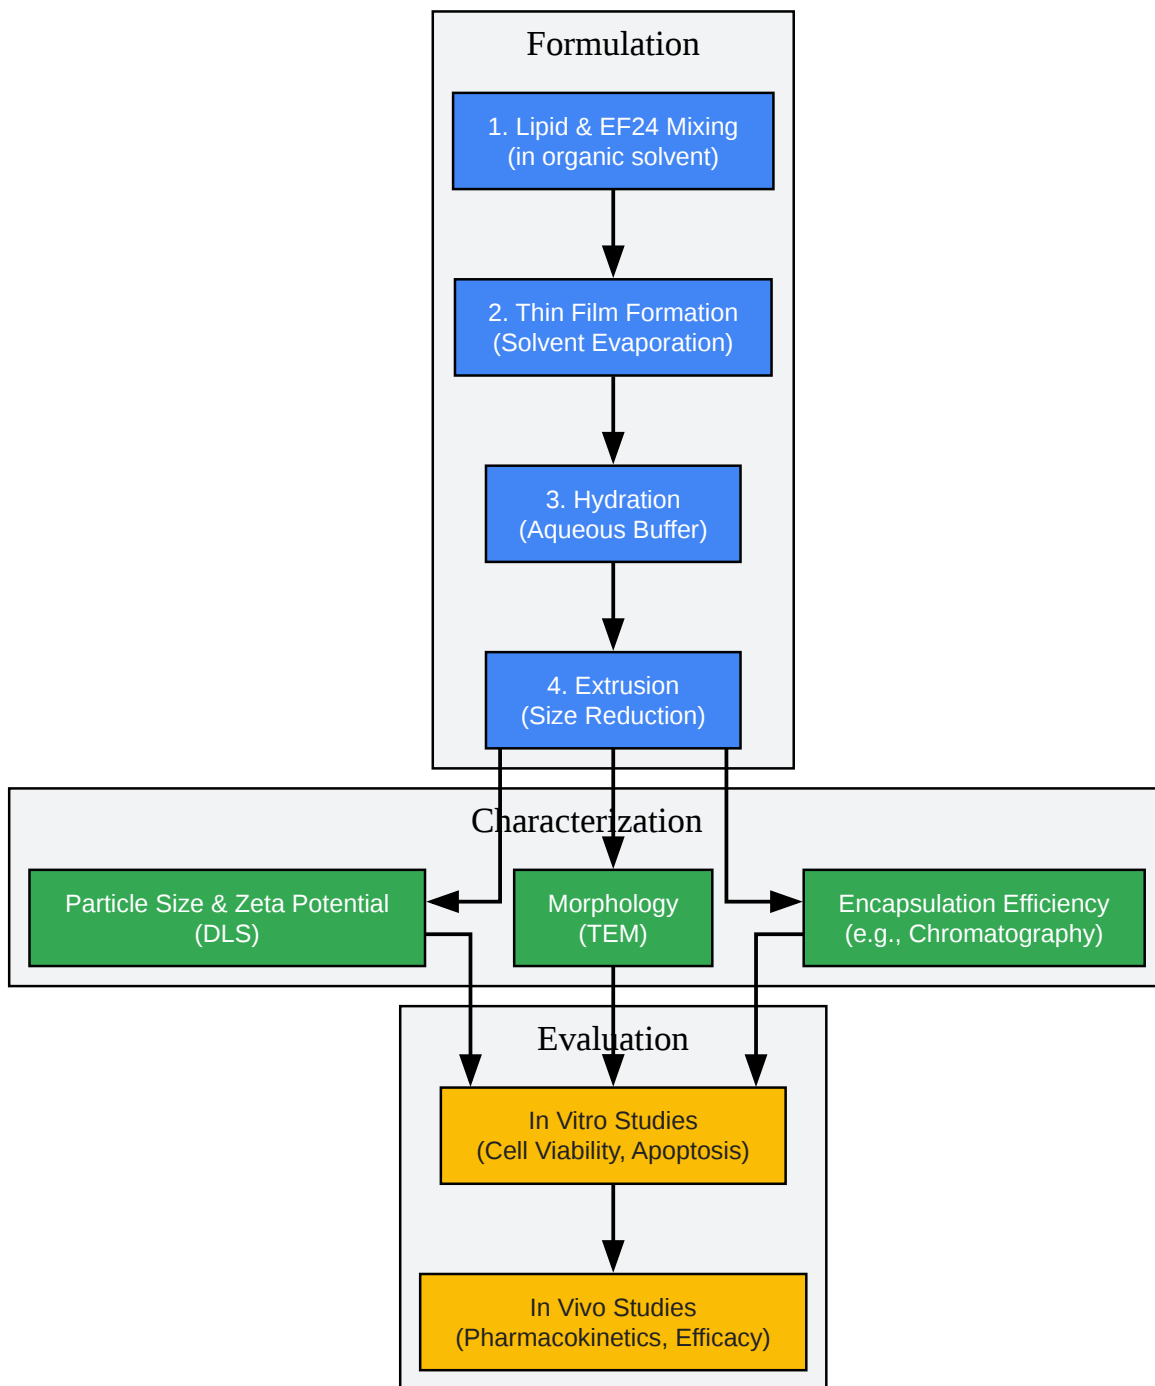 Formulation
1. Lipid & EF24 Mixing
(in organic solvent)
2. Thin Film Formation
(Solvent Evaporation)
3. Hydration
(Aqueous Buffer)
4. Extrusion
(Size Reduction)
Characterization
Particle Size & Zeta Potential
(DLS)
Morphology
(TEM)
Encapsulation Efficiency
(e.g., Chromatography)
Evaluation
In Vitro Studies
(Cell Viability, Apoptosis)
In Vivo Studies
(Pharmacokinetics, Efficacy)